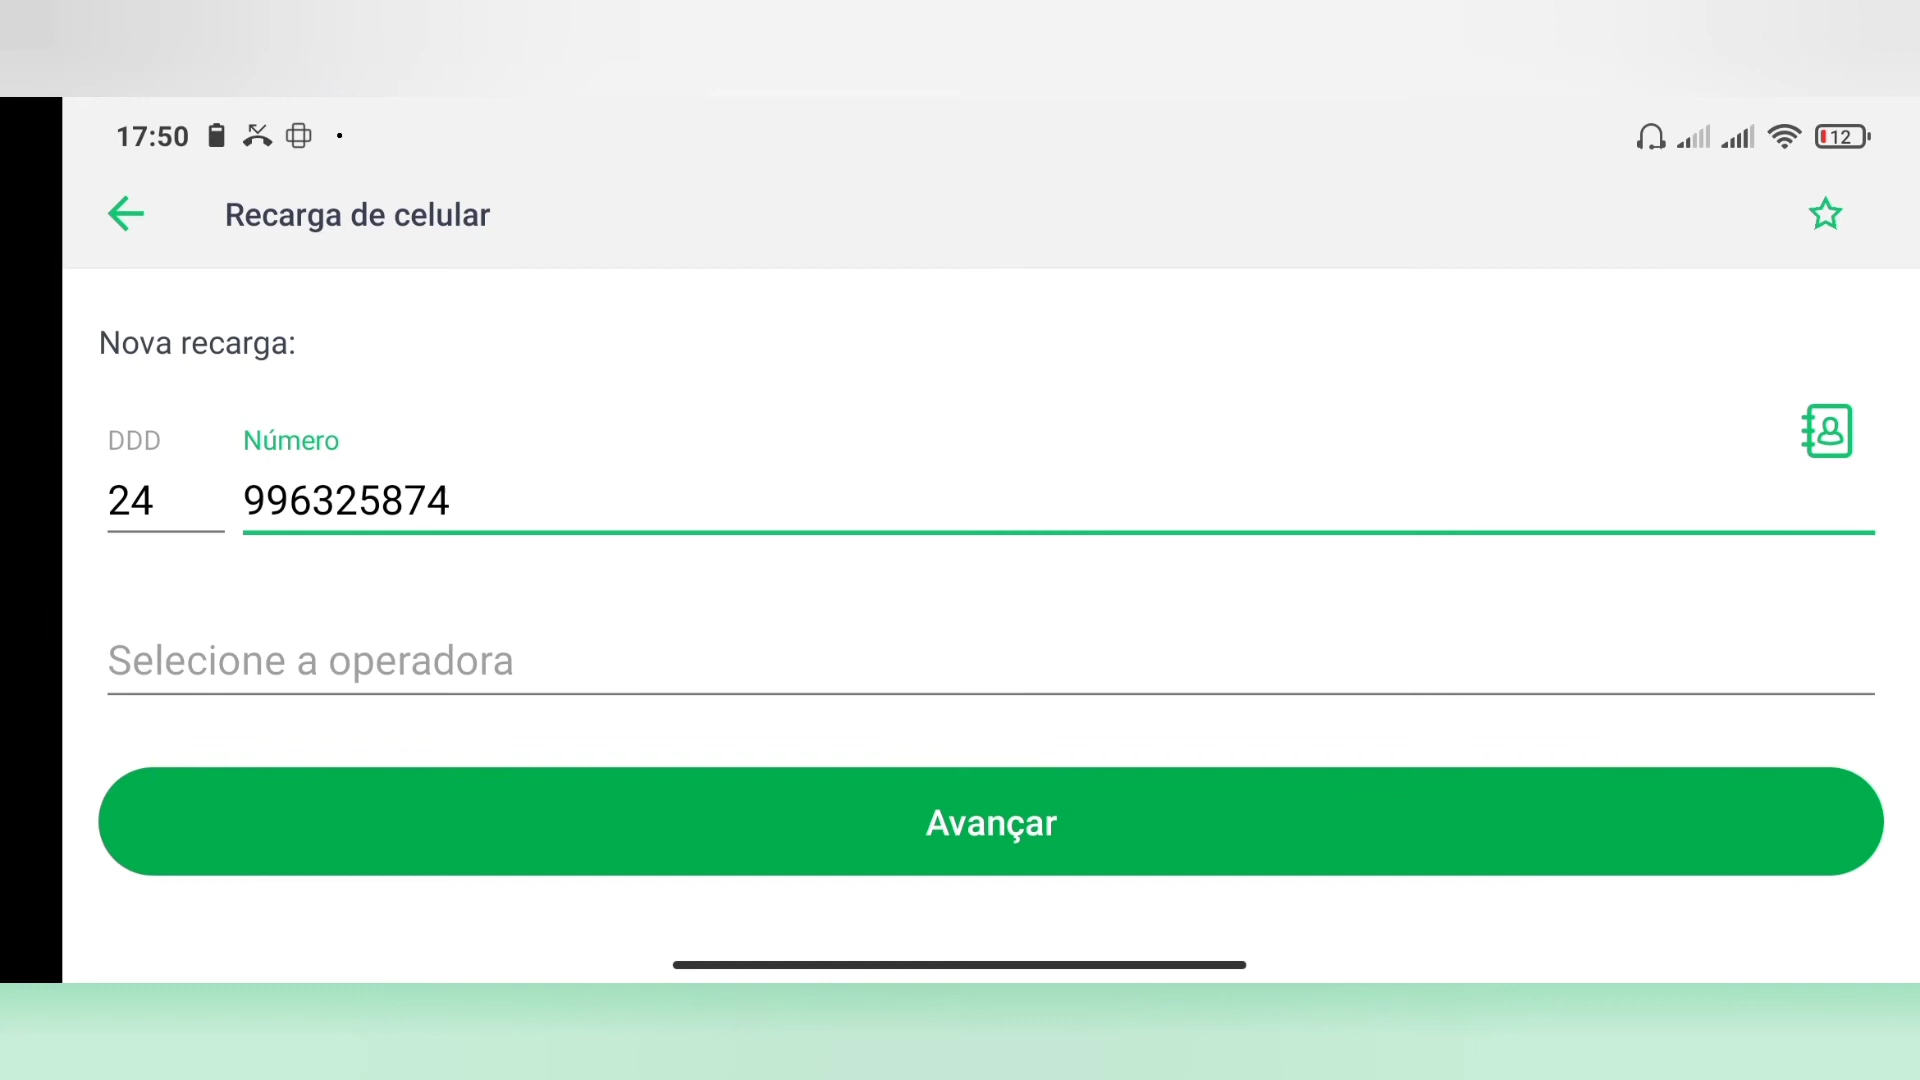 17:50
12
Recarga de celular
Nova recarga:
DDD
Número
24
996325874
Selecione a operadora
Avançar